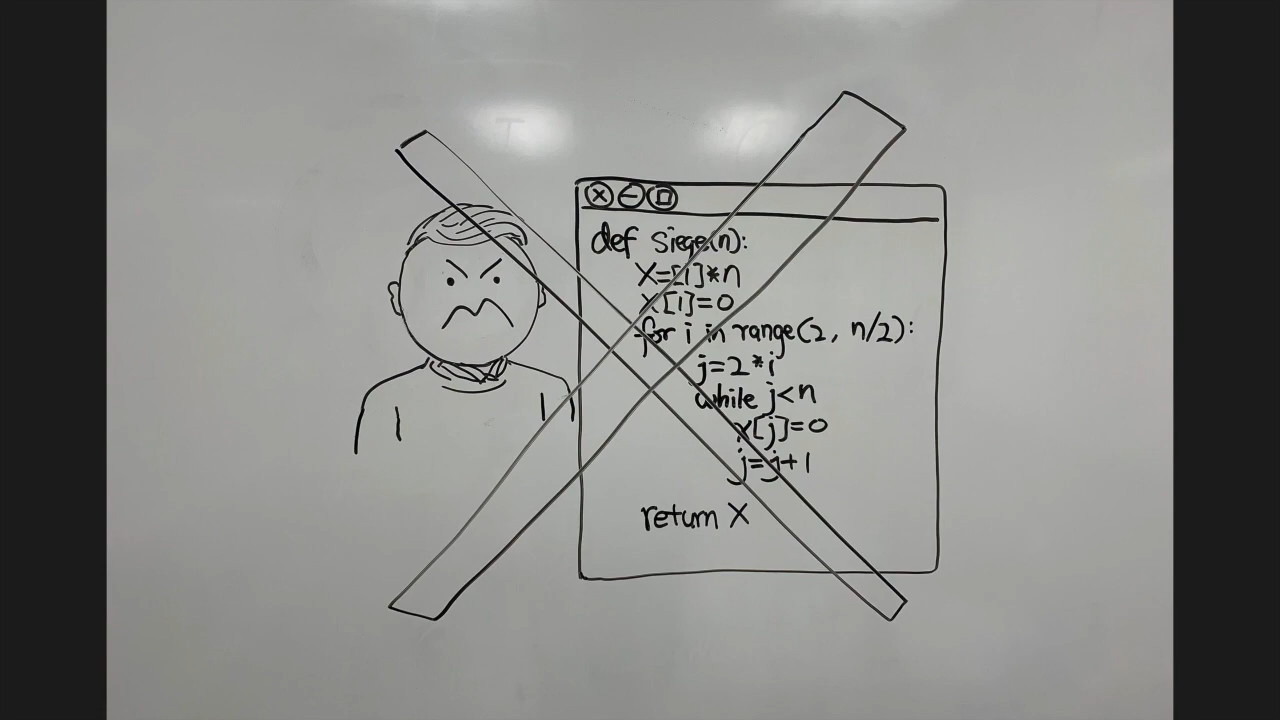 def siege(n):
X=[1]*n
X[1]=0
for i in range(2, n/2):
j=2*i
while j<n
X[j]=0
j=j+1
return X